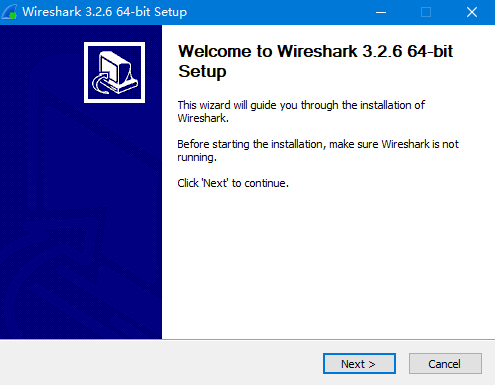 Wireshark 3.2.6 64-bit Setup
Welcome to Wireshark 3.2.6 64-bit
Setup
This wizard will guide you through the installation of
Wireshark.
Before starting the installation, make sure Wireshark is not
running.
Click 'Next' to continue.
Next >
Cancel